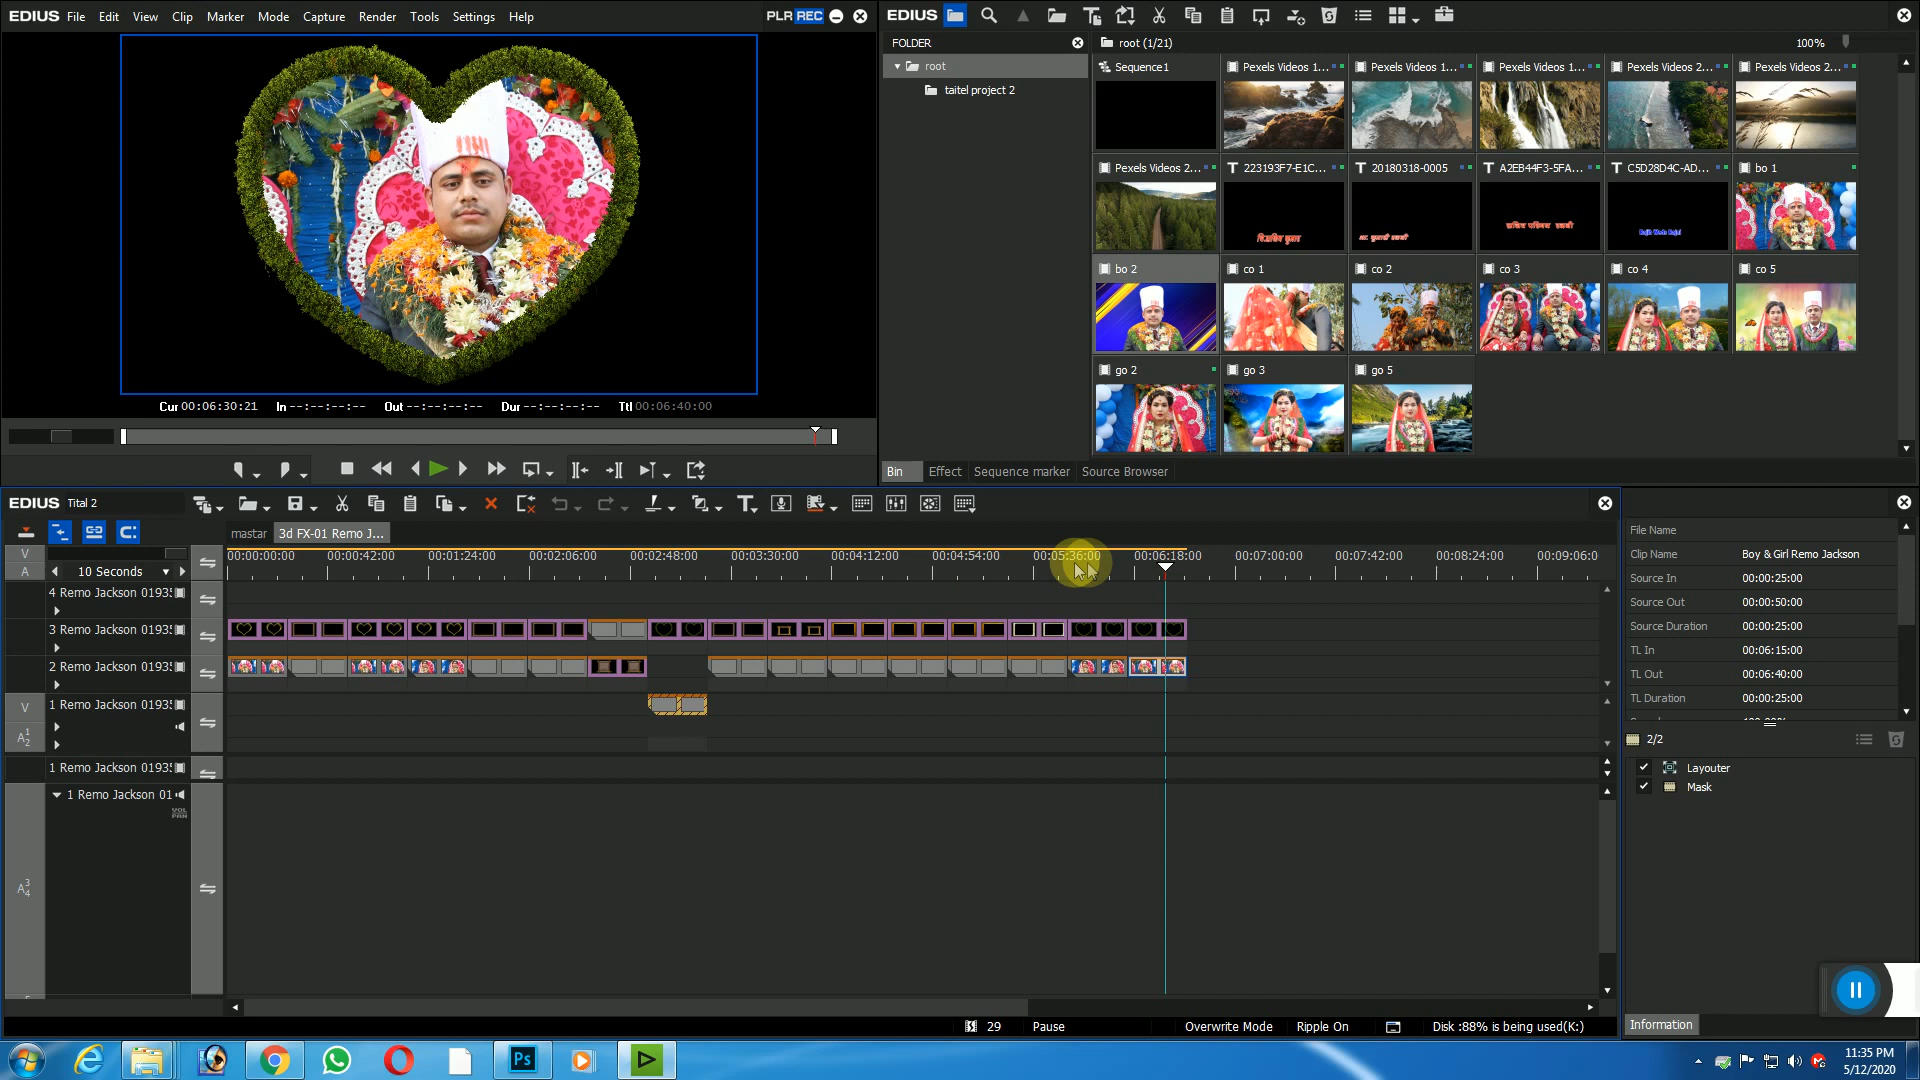 EDIUS File Edit View Clip Marker Mode Capture Render Tools Settings Help PLR REC
Cur 00:06:30:21 In --:--:--:-- Out --:--:--:-- Dur --:--:--:-- Ttl 00:06:40:00
EDIUS
FOLDER
root (1/21)
100%
root
taitel project 2
Sequence1
Pexels Videos 1...
Pexels Videos 1...
Pexels Videos 1...
Pexels Videos 2...
Pexels Videos 2...
Pexels Videos 2...
T 223193F7-E1C...
T 20180318-0005
T A2EB44F3-5FA...
T C5D28D4C-AD...
bo 1
bo 2
co 1
co 2
co 3
co 4
co 5
go 2
go 3
go 5
Bin Effect Sequence marker Source Browser
EDIUS Tital 2
mastar 3d FX-01 Remo J...
V
A
10 Seconds
00:00:00:00 00:00:42:00 00:01:24:00 00:02:06:00 00:02:48:00 00:03:30:00 00:04:12:00 00:04:54:00 00:05:36:00 00:06:18:00 00:07:00:00 00:07:42:00 00:08:24:00 00:09:06:0
4 Remo Jackson 0193
3 Remo Jackson 0193
2 Remo Jackson 0193
V 1 Remo Jackson 0193
A 1 2
1 Remo Jackson 0193
1 Remo Jackson 01
VOL
PAN
A 3 4
File Name
Clip Name Boy & Girl Remo Jackson
Source In 00:00:25:00
Source Out 00:00:50:00
Source Duration 00:00:25:00
TL In 00:06:15:00
TL Out 00:06:40:00
TL Duration 00:00:25:00
2/2
Layouter
Mask
Information
29 Pause Overwrite Mode Ripple On Disk :88% is being used(K:)
Ps
11:35 PM
5/12/2020